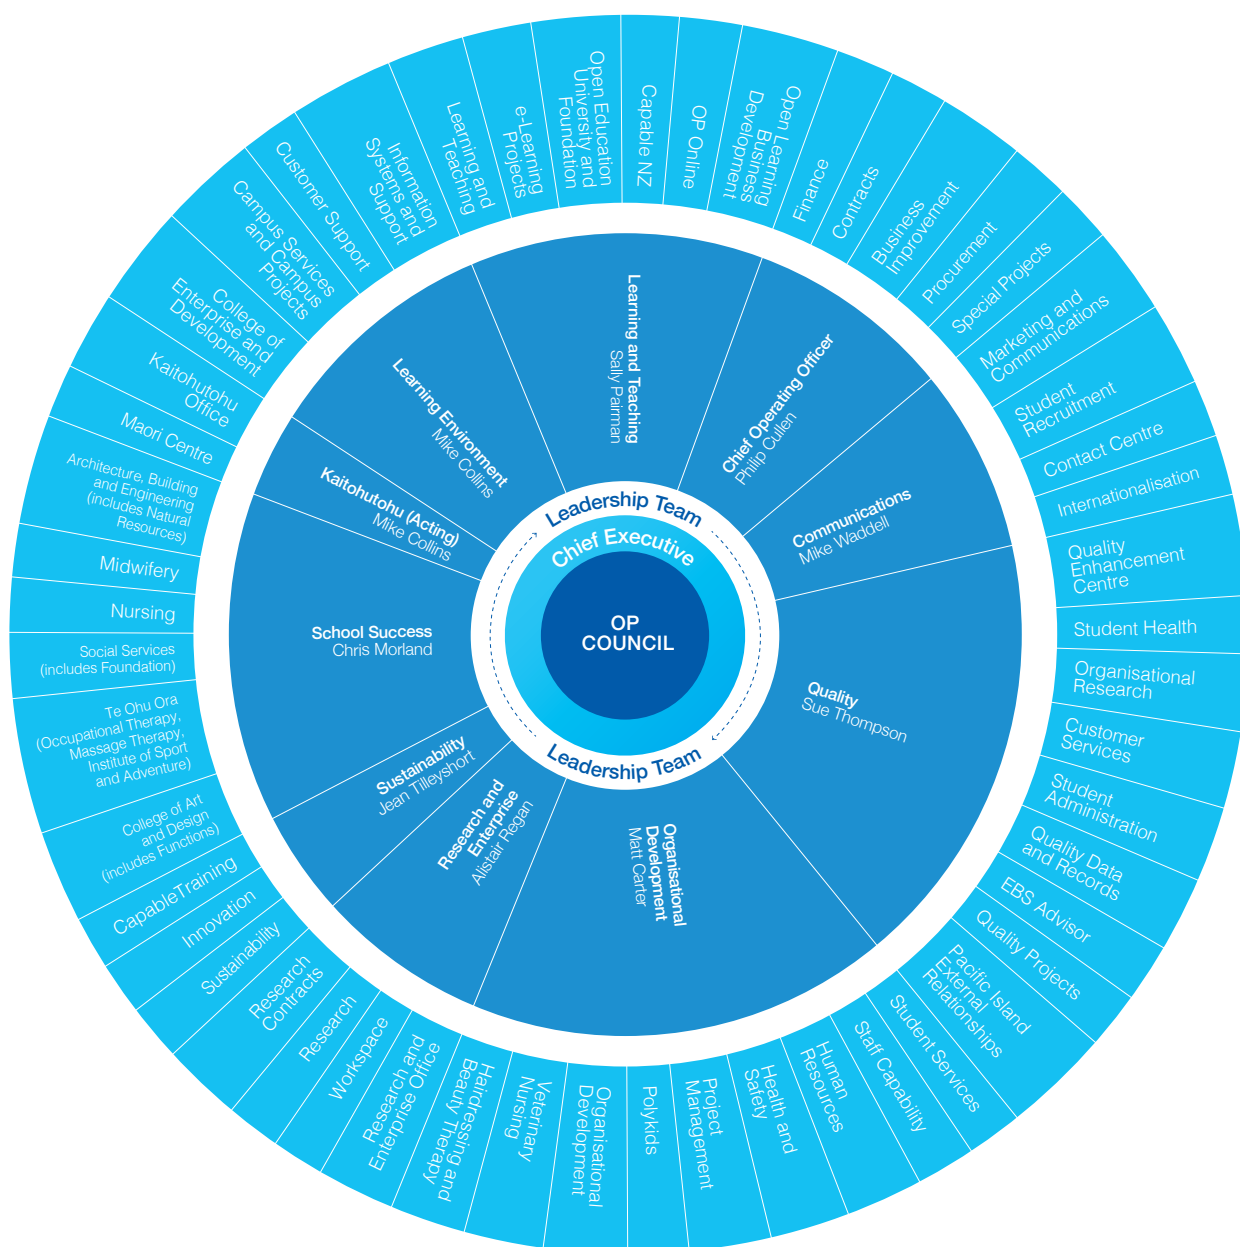 OP
COUNCIL
Chief Executive
Leadership Team
Leadership Team
Learning and Teaching
Sally Pairman
Chief Operating Officer
Philip Cullen
Communications
Mike Waddell
Quality
Sue Thompson
Organisational
Development
Matt Carter
Research and
Enterprise
Alistair Regan
Sustainability
Jean Tilleyshort
School Success
Chris Morland
Kaitohutohu (Acting)
Mike Collins
Learning Environment
Mike Collins
Open Education
University and
Foundation
Capable NZ
OP Online
Open Learning
Business
Development
Finance
Contracts
Business
Improvement
Procurement
Special Projects
Marketing and
Communications
Student
Recruitment
Contact Centre
Internationalisation
Quality
Enhancement
Centre
Student Health
Organisational
Research
Customer
Services
Student
Administration
Quality Data
and Records
EBS Advisor
Quality Projects
Pacific Island
External
Relationships
Student Services
Staff Capability
Human
Resources
Health and
Safety
Project
Management
Polykids
Organisational
Development
Veterinary
Nursing
Hairdressing and
Beauty Therapy
Research and
Enterprise Office
Workspace
Research
Research
Contracts
Sustainability
Innovation
CapableTraining
College of Art
and Design
(includes Functions)
Te Ohu Ora
(Occupational Therapy,
Massage Therapy,
Institute of Sport
and Adventure)
Social Services
(includes Foundation)
Nursing
Midwifery
Architecture, Building
and Engineering
(includes Natural
Resources)
Maori Centre
Kaitohutohu
Office
College of
Enterprise and
Development
Campus Services
and Campus
Projects
Customer Support
Information
Systems and
Support
Learning and
Teaching
e-Learning
Projects